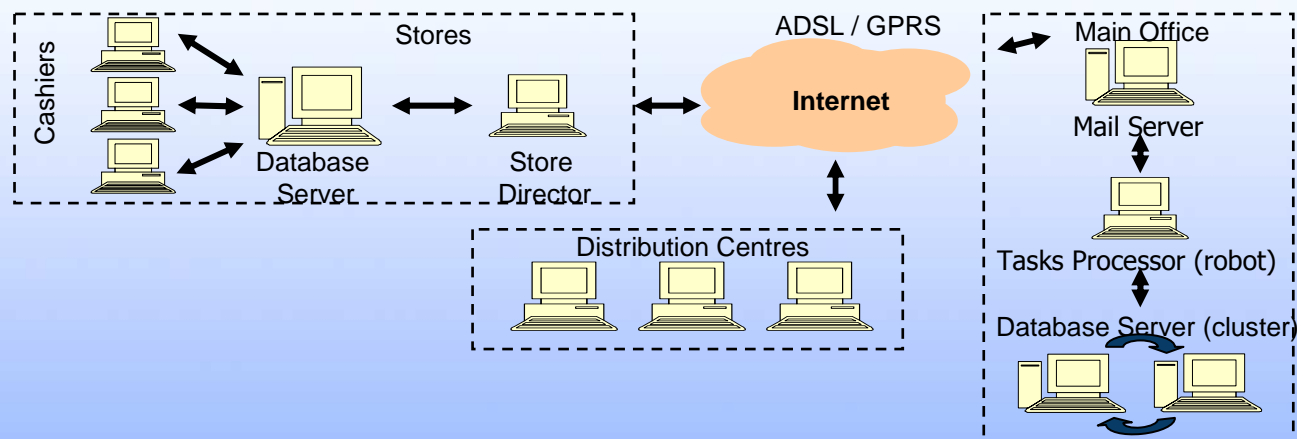 Stores
Cashiers
Database
Server
Store
Director
ADSL / GPRS
Internet
Distribution Centres
Main Office
Mail Server
Tasks Processor (robot)
Database Server (cluster)